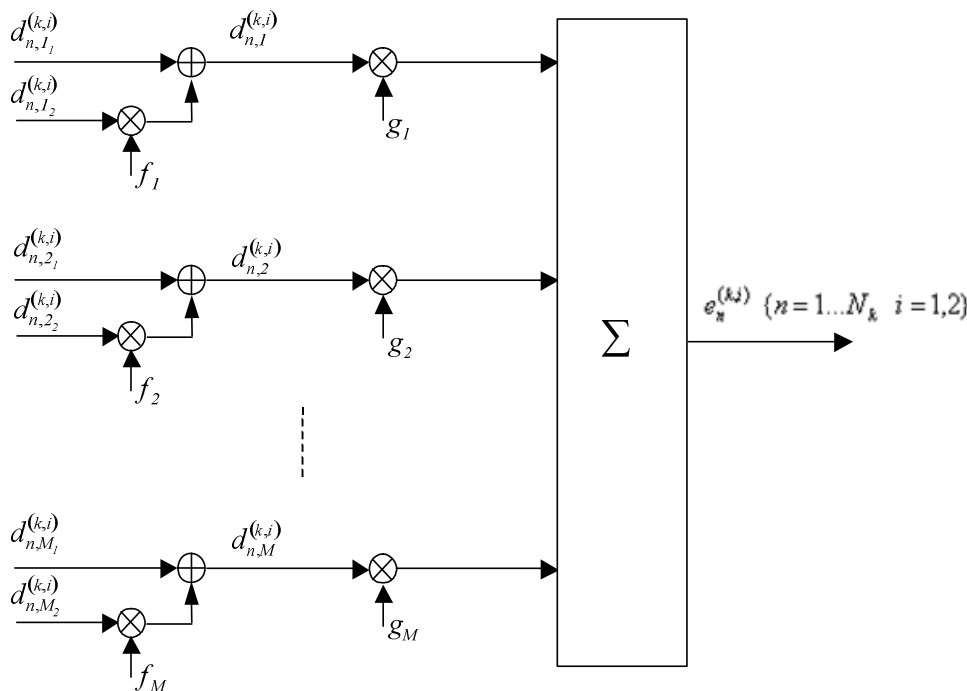 d_{n,1_1}^{(k,i)}
d_{n,1}^{(k,i)}
d_{n,1_2}^{(k,i)}
g_1
f_1
d_{n,2_1}^{(k,i)}
d_{n,2}^{(k,i)}
d_{n,2_2}^{(k,i)}
g_2
f_2
Σ
e_n^{(k,i)} {n = 1...N_k i = 1,2}
d_{n,M_1}^{(k,i)}
d_{n,M}^{(k,i)}
d_{n,M_2}^{(k,i)}
g_M
f_M